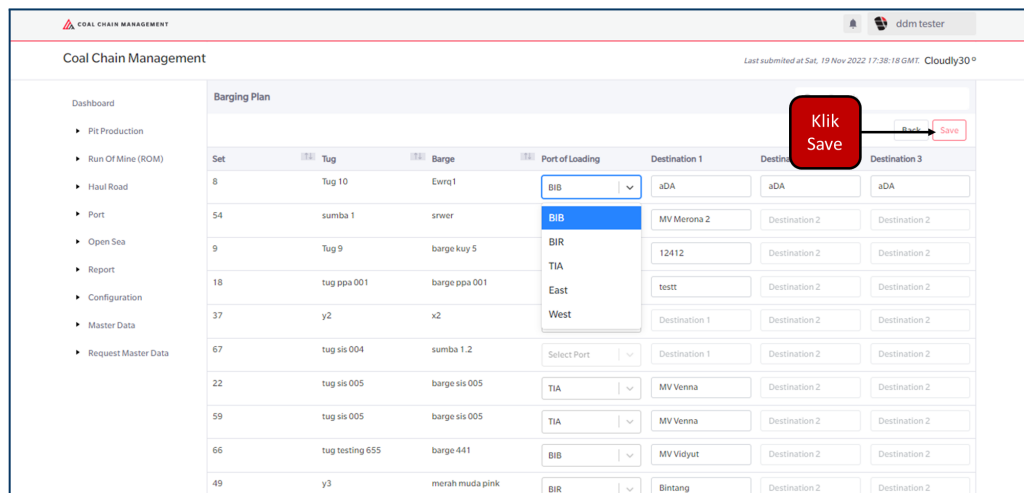 COAL CHAIN MANAGEMENT
ddm tester
Coal Chain Management
Last submited at Sat, 19 Nov 2022 17:38:18 GMT. Cloudly30 °
Dashboard
Pit Production
Run Of Mine (ROM)
Haul Road
Port
Open Sea
Report
Configuration
Master Data
Request Master Data
Barging Plan
Klik
Save
Back Save
Set Tug Barge Port of Loading Destination 1 Destination 3
8 Tug 10 Ewrq1 BIB aDA aDA aDA
54 sumba 1 srwer MV Merona 2 Destination 2 Destination 2
9 Tug 9 barge kuy 5 12412 Destination 2 Destination 2
18 tug ppa 001 barge ppa 001 testt Destination 2 Destination 2
37 y2 x2 Destination 1 Destination 2 Destination 2
BIB
BIR
TIA
East
West
67 tug sis 004 sumba 1.2 Select Port Destination 1 Destination 2 Destination 2
22 tug sis 005 barge sis 005 TIA MV Venna Destination 2 Destination 2
59 tug sis 005 barge sis 005 TIA MV Venna Destination 2 Destination 2
66 tug testing 655 barge 441 BIB MV Vidyut Destination 2 Destination 2
49 y3 merah muda pink BIR Bintang Destination 2 Destination 2